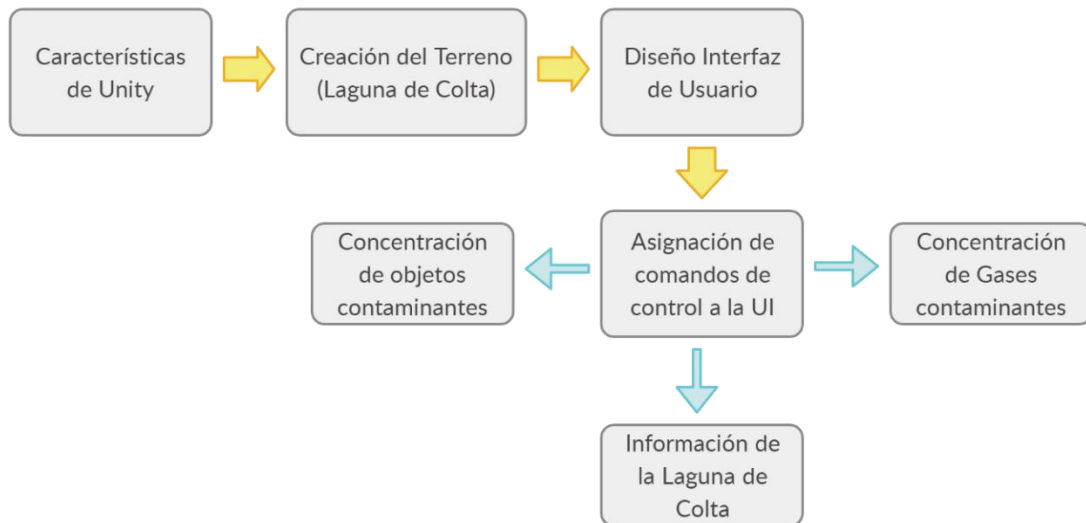 Característícas
de Unity
Creación del Terreno
(Laguna de Colta)
Diseño Interfaz
de Usuario
Concentración
de objetos
contaminantes
Asignación de
comandos de
control a la UI
Concentración
de Gases
contaminantes
Información de
la Laguna de
Colta